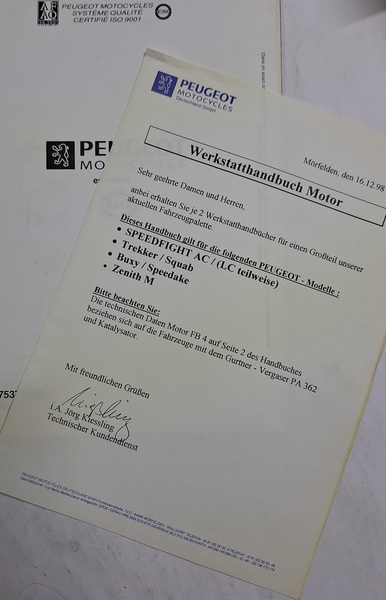 PEUGEOT MOTOCYCLES
SYSTÈME QUALITÉ
CERTIFIÉ ISO 9001
PEUGEOT
MOTOCYCLES
Deutschland GmbH
Mörfelden, den 16.12.98
Werkstatthandbuch Motor
Sehr geehrte Damen und Herren,
anbei erhalten Sie je 2 Werkstatthandbücher für einen Großteil unserer
aktuellen Fahrzeugpalette.
Dieses Handbuch gilt für die folgenden PEUGEOT - Modelle :
• SPEEDFIGHT AC / (LC teilweise)
• Trekker / Squab
• Buxy / Speedake
• Zenith M
Bitte beachten Sie:
Die technischen Daten Motor FB 4 auf Seite 2 des Handbuches
beziehen sich auf die Fahrzeuge mit dem Gurtner - Vergaser PA 362
und Katalysator.
Mit freundlichen Grüßen
i.A. Jörg Kiessling
Technischer Kundendienst
PEU
MO
7537